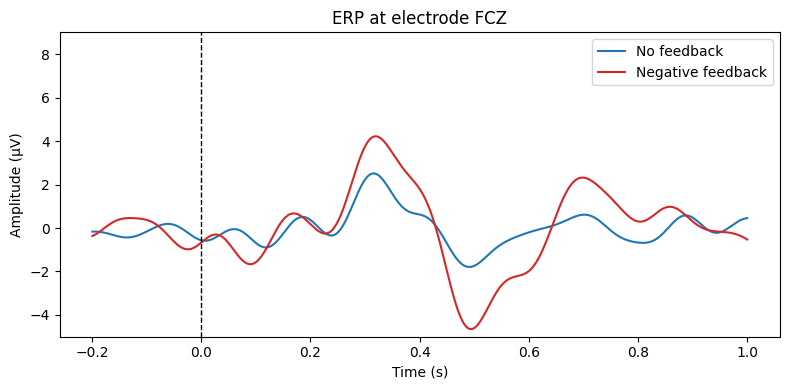 ERP at electrode FCZ
No feedback
Negative feedback
Amplitude (µV)
8
6
4
2
0
−2
−4
−0.2 0.0 0.2 0.4 0.6 0.8 1.0
Time (s)